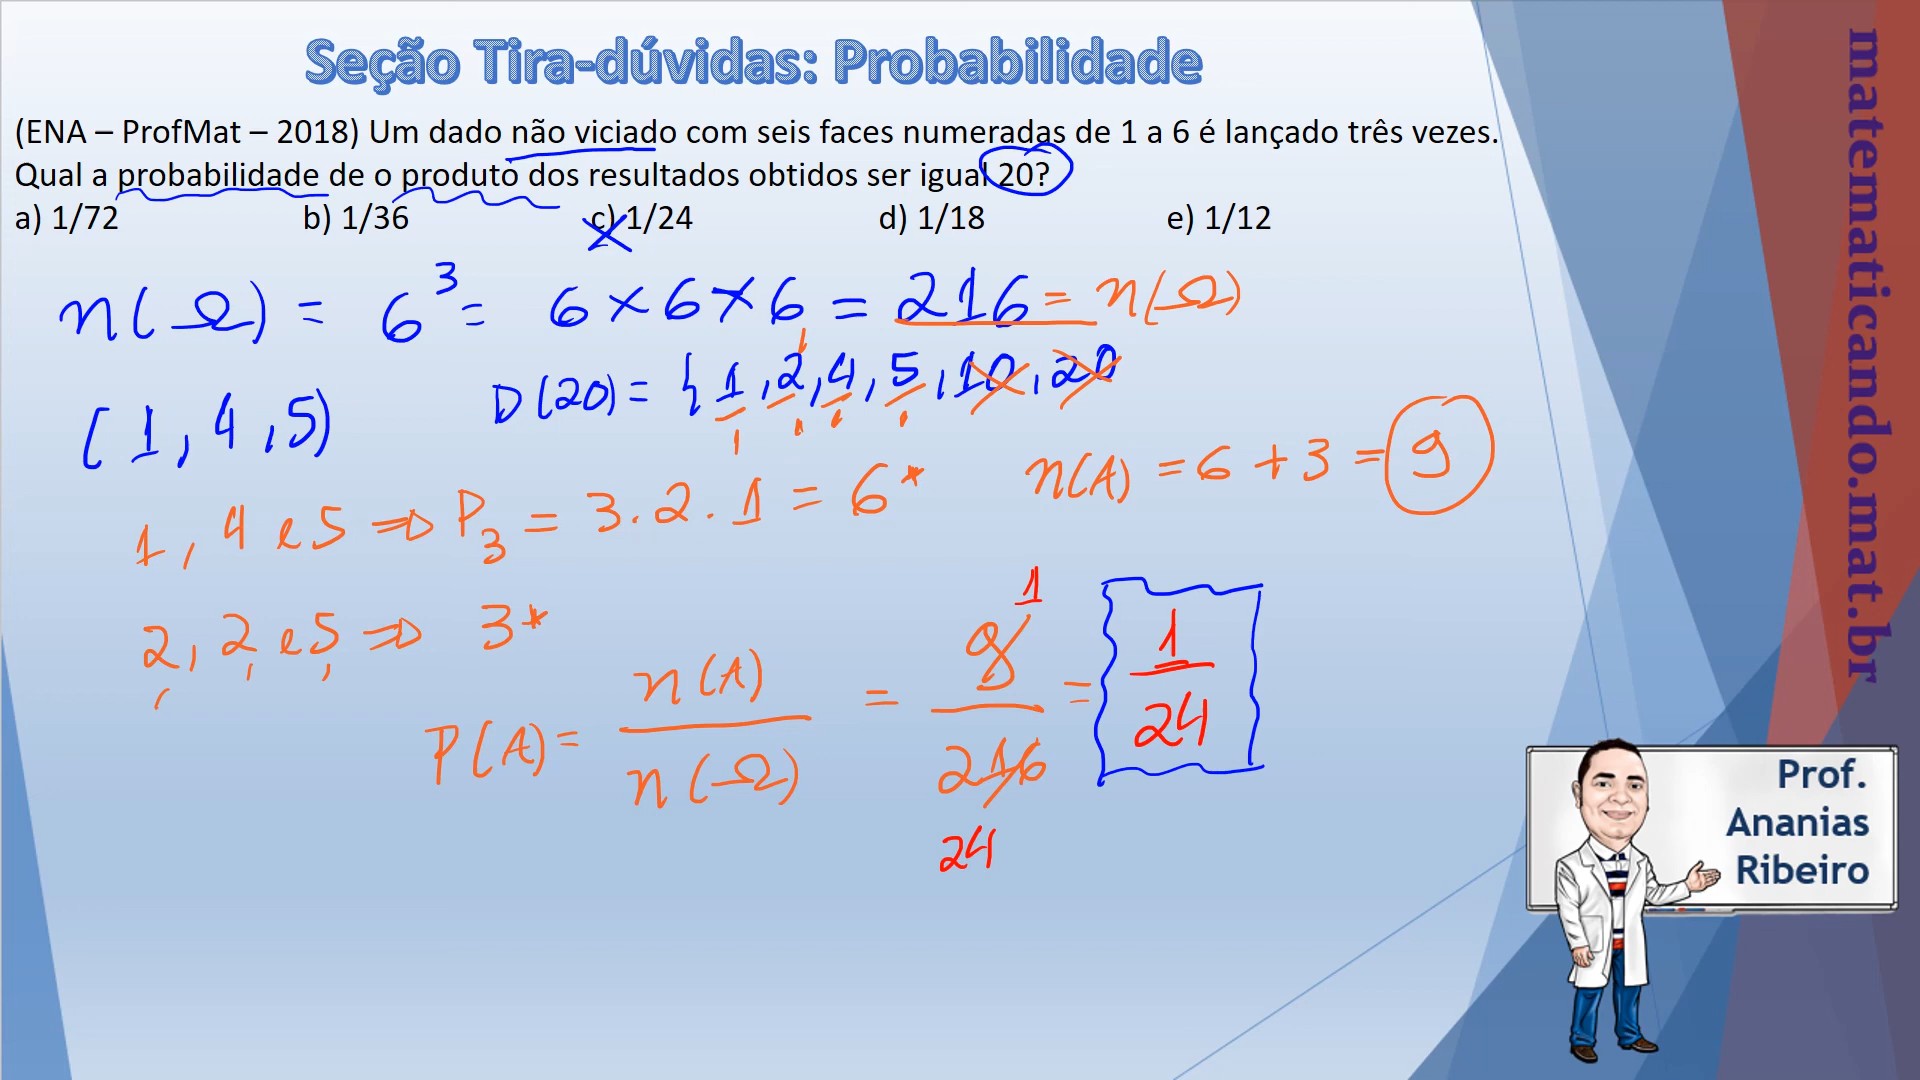 Seção Tira-dúvidas: Probabilidade
(ENA – ProfMat – 2018) Um dado não viciado com seis faces numeradas de 1 a 6 é lançado três vezes.
Qual a probabilidade de o produto dos resultados obtidos ser igual 20?
a) 1/72 b) 1/36 c) 1/24 d) 1/18 e) 1/12
n(Ω) = 6³ = 6 × 6 × 6 = 216 = n(Ω)
D(20) = {1, 2, 4, 5, 10, 20
(1, 4, 5)
n(A) = 6 + 3 = 9
1, 4 e 5 ⇒ P₃ = 3 . 2 . 1 = 6*
2, 2 e 5 ⇒ 3*
P(A) = n(A) / n(Ω) = 9 / 216 = 1 / 24
1
24
Prof.
Ananias
Ribeiro
matematicando.mat.br